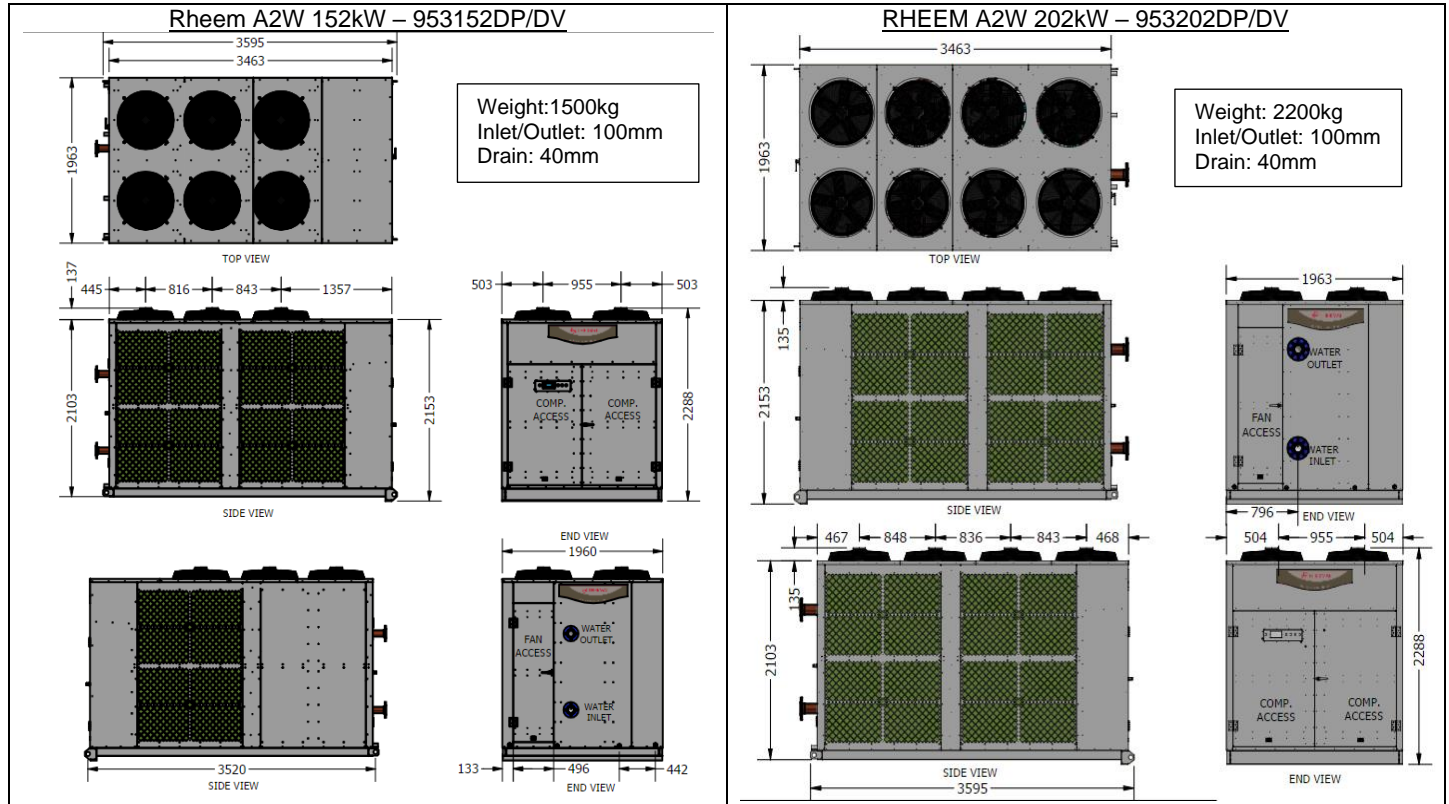 Rheem A2W 152kW – 953152DP/DV
3595
3463
1963
Weight:1500kg
Inlet/Outlet: 100mm
Drain: 40mm
TOP VIEW
137
445
816
843
1357
2103
2153
SIDE VIEW
503
955
503
COMP.
ACCESS
COMP.
ACCESS
2288
END VIEW
3520
SIDE VIEW
1960
FAN
ACCESS
WATER
OUTLET
WATER
INLET
133
496
442
END VIEW
RHEEM A2W 202kW – 953202DP/DV
3463
1963
Weight: 2200kg
Inlet/Outlet: 100mm
Drain: 40mm
TOP VIEW
135
2153
SIDE VIEW
1963
WATER
OUTLET
FAN
ACCESS
WATER
INLET
796
END VIEW
467
848
836
843
468
135
2103
SIDE VIEW
3595
504
955
504
COMP.
ACCESS
COMP.
ACCESS
2288
END VIEW